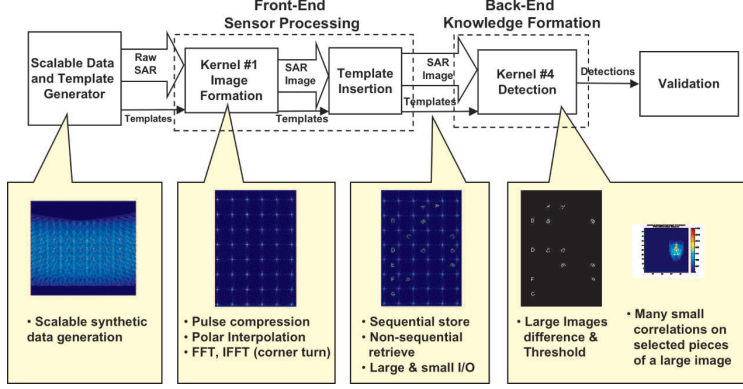 Front-End
Sensor Processing
Back-End
Knowledge Formation
Scalable Data
and Template
Generator
Raw
SAR
Templates
Kernel #1
Image
Formation
SAR
Image
Templates
Template
Insertion
SAR
Image
Templates
Kernel #4
Detection
Detections
Validation
• Scalable synthetic
data generation
• Pulse compression
• Polar Interpolation
• FFT, IFFT (corner turn)
• Sequential store
• Non-sequential
retrieve
• Large & small I/O
• Large Images
difference &
Threshold
• Many small
correlations on
selected pieces
of a large image